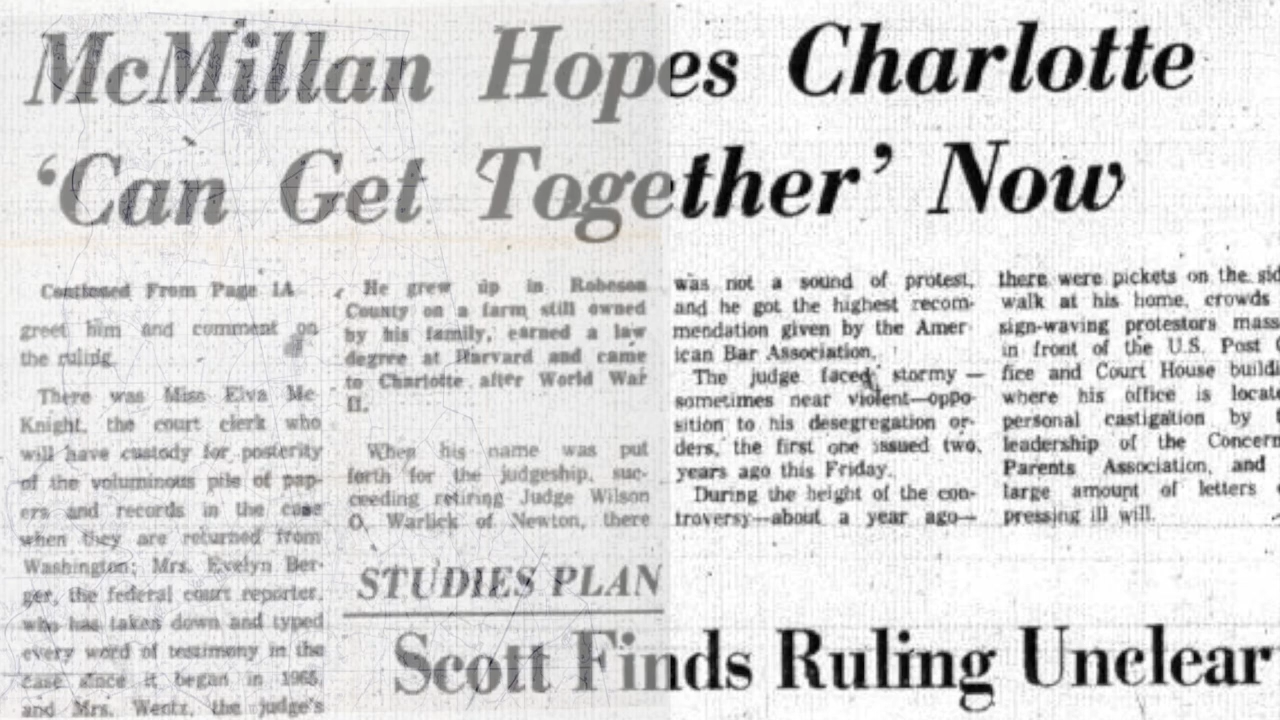 McMillan Hopes Charlotte
'Can Get Together' Now
Continued From Page 1A
greet him and comment on
the ruling.
There was Miss Elva Mc-
Knight, the court clerk who
will have custody for posterity
of the voluminous pile of pap-
ers and records in the case
when they are returned from
Washington; Mrs. Evelyn Ber-
ger, the federal court reporter,
who has taken down and typed
every word of testimony in the
case since it began in 1965,
and Mrs. Wentz, the judge's
He grew up in Robeson
County on a farm still owned
by his family, earned a law
degree at Harvard and came
to Charlotte after World War
II.
When his name was put
forth for the judgeship, suc-
ceeding retiring Judge Wilson
O. Warlick of Newton, there
was not a sound of protest,
and he got the highest recom-
mendation given by the Amer-
ican Bar Association.
The judge faced stormy —
sometimes near violent—oppo-
sition to his desegregation or-
ders, the first one issued two
years ago this Friday.
During the height of the con-
troversy—about a year ago—
there were pickets on the sid
walk at his home, crowds
sign-waving protestors mass
in front of the U.S. Post O
fice and Court House buildi
where his office is locate
personal castigation by t
leadership of the Concern
Parents Association, and
large amount of letters e
pressing ill will.
STUDIES PLAN
Scott Finds Ruling Unclear